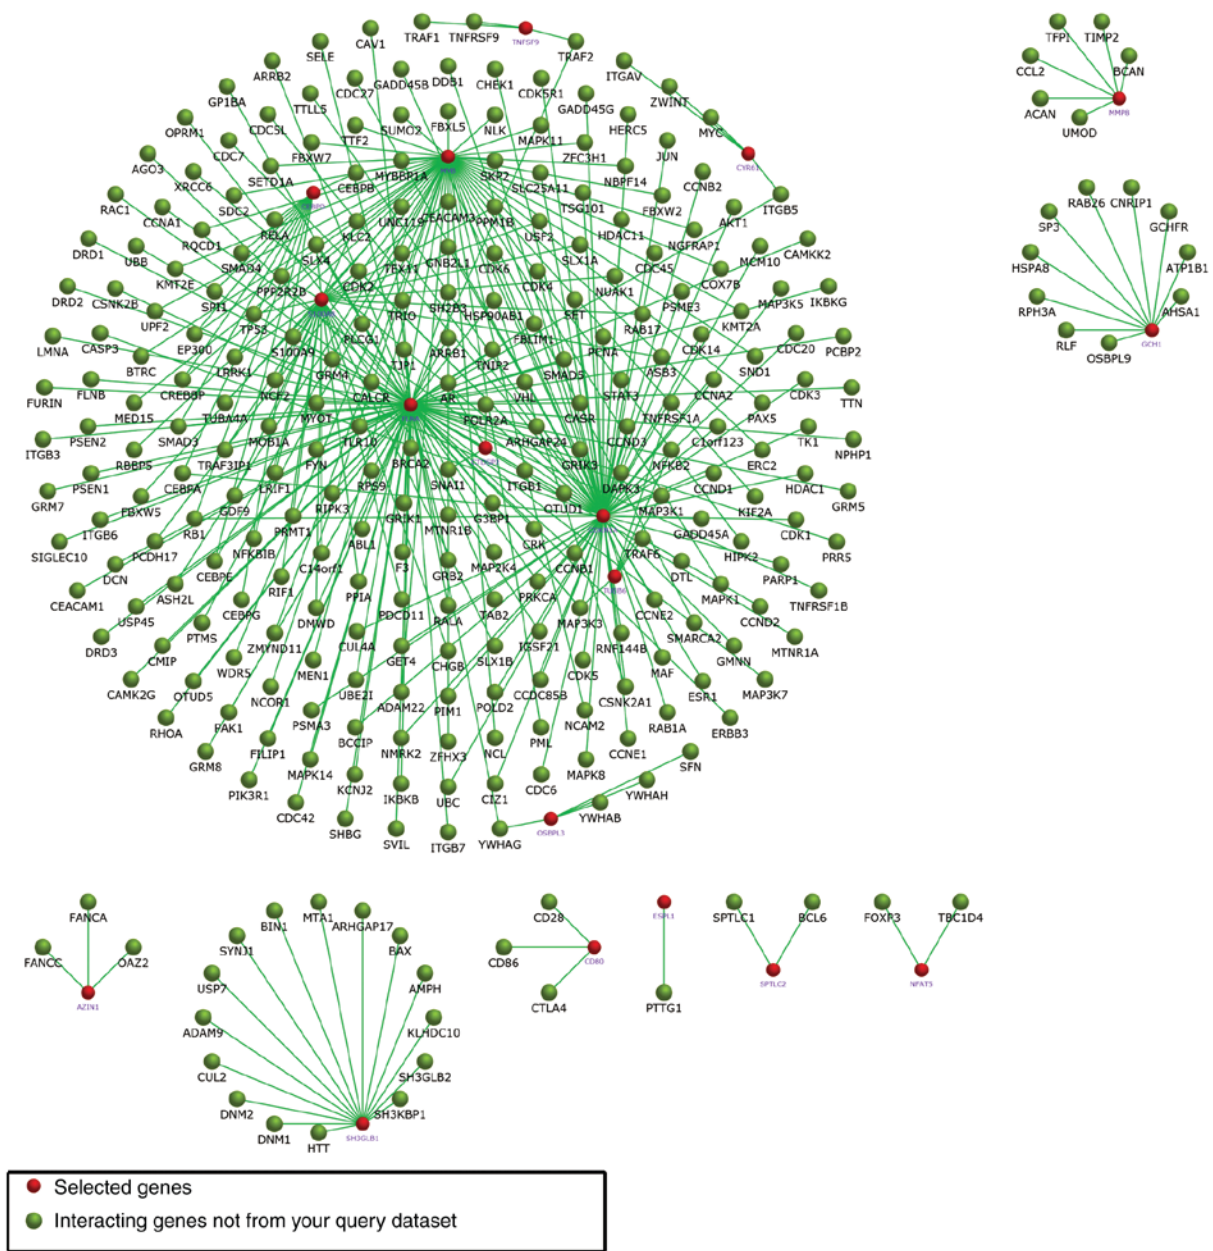 CAV1
TRAF1
TNFRSF9
TNFSF9
TRAF2
SELE
ARRB2
GP1BA
OPRM1
AGO3
RAC1
DRD1
DRD2
LMNA
FURIN
ITGB3
GRM7
SIGLEC10
CEACAM1
DRD3
CAMK2G
RHOA
GRM8
PIK3R1
CDC42
SHBG
SVIL
ITGB7
YWHAG
OSBPL3
YWHAB
YWHAH
SFN
CDC27
GADD45B
DDB1
CHEK1
CDK5R1
GADD45G
ITGAV
ZWINT
MYC
CYR61
ITGB5
TTLL5
CDC5L
CDC7
XRCC6
CCNA1
UBB
CSNK2B
CASP3
FLNB
PSEN2
PSEN1
ITGB6
DCN
USP45
CMIP
OTUD5
PAK1
FILIP1
MAPK14
KCNJ2
IKBKB
UBC
CIZ1
CDC6
MAPK8
CCNE1
RAB1A
ERBB3
MAP3K7
MTNR1A
TNFRSF1B
PRR5
GRM5
NPHP1
TTN
PCBP2
IKBKG
CAMKK2
TTF2
SUMO2
FBXL5
NLK
MAPK11
ZFC3H1
HERC5
JUN
CCNB2
AKT1
FBXW7
SETD1A
SDC2
RQCD1
KMT2E
UPF2
BTRC
MED15
RBBP5
FBXW5
PCDH17
ASH2L
PTMS
WDR5
NCOR1
PSMA3
BCCIP
NMRK2
ZFHX3
NCL
PML
NCAM2
CSNK2A1
ESR1
GMNN
CCND2
PARP1
CDK1
HDAC1
TK1
CDK3
CDC20
MAP3K5
MCM10
CEBPB
MYBBP1A
SKP2
SLC25A11
NBPF14
FBXW2
NGFRAP1
COX7B
KMT2A
SND1
PAX5
ERC2
KIF2A
HIPK2
MAPK1
SMARCA2
MAF
CDK5
CCDC85B
POLD2
PIM1
ADAM22
UBE2I
MEN1
ZMYND11
CEBPG
CEBPE
RB1
CEBPA
SMAD3
CREBBP
EP300
SPI1
SMAD4
RELA
KLC2
UNC119
CEACAM3
PPM1B
USF2
TSG101
HDAC11
CDC45
PSME3
CDK14
CCNA2
C1orf123
CCND1
GADD45A
DTL
CCNE2
RNF144B
IGSF21
SLX1B
CHGB
GET4
CUL4A
DMWD
RIF1
NFKBIB
GDF9
TRAF3IP1
TUBA4A
LRRK1
TP53
PPP2R2B
SLX4
CDK2
TEX11
GNB2L1
CDK6
SLX1A
NUAK1
RAB17
ASB3
TNFRSF1A
NFKB2
MAP3K1
TRAF6
MAP3K3
PRKCA
TAB2
RALA
PDCD11
PPIA
C14orf1
PRMT1
LRIF1
MOB1A
NCF2
S100A9
PLCG1
TRIO
SH2B3
HSP90AB1
CDK4
SET
PCNA
STAT3
CCND3
DAPK3
CCNB1
MAP2K4
GRB2
F3
ABL1
RIPK3
FYN
MYOT
GRM4
TJP1
ARRB1
TNIP2
FBLIM1
SMAD5
CASR
GRIK3
OTUD1
CRK
G3BP1
MTNR1B
GRIK1
RPS9
TLR10
CALCR
AR
VHL
POLR2A
ARHGAP24
ITGB1
SNAI1
BRCA2
TFPI
TIMP2
CCL2
BCAN
ACAN
MMP8
UMOD
RAB26
CNRIP1
SP3
GCHFR
HSPA8
ATP1B1
RPH3A
AHSA1
RLF
GCH1
OSBPL9
FANCA
FANCC
OAZ2
AZIN1
MTA1
BIN1
ARHGAP17
SYNJ1
BAX
USP7
AMPH
ADAM9
KLHDC10
CUL2
SH3GLB2
DNM2
SH3KBP1
DNM1
HTT
SH3GLB1
CD28
CD86
CD80
CTLA4
ESPL1
PTTG1
SPTLC1
BCL6
SPTLC2
FOXP3
TBC1D4
NFAT5
Selected genes
Interacting genes not from your query dataset